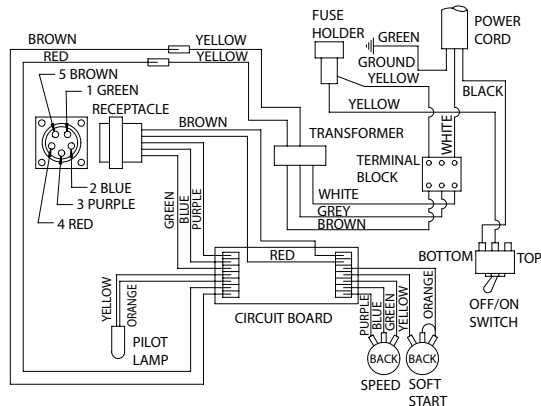 FUSE
HOLDER
GREEN
GROUND
YELLOW
POWER
CORD
BROWN
YELLOW
RED
YELLOW
5 BROWN
1 GREEN
RECEPTACLE
BLACK
YELLOW
BROWN
TRANSFORMER
WHITE
TERMINAL
BLOCK
2 BLUE
3 PURPLE
4 RED
GREEN
BLUE
PURPLE
WHITE
GREY
BROWN
RED
BOTTOM
TOP
OFF/ON
SWITCH
YELLOW
ORANGE
CIRCUIT BOARD
PURPLE
BLUE
GREEN
YELLOW
ORANGE
PILOT
LAMP
BACK
BACK
SPEED
SOFT
START